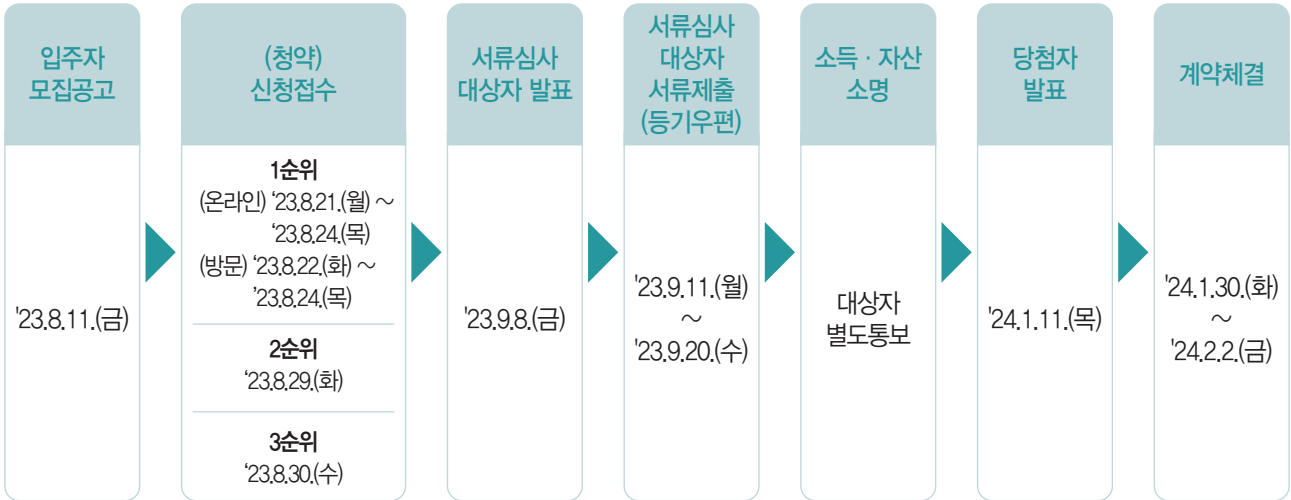 입주자
모집공고
'23.8.11.(금)
(청약)
신청접수
1순위
(온라인) ‘23.8.21.(월) ~
‘23.8.24.(목)
(방문) ‘23.8.22.(화) ~
’23.8.24.(목)
2순위
‘23.8.29.(화)
3순위
‘23.8.30.(수)
서류심사
대상자 발표
'23.9.8.(금)
서류심사
대상자
서류제출
(등기우편)
'23.9.11.(월)
~
'23.9.20.(수)
소득 · 자산
소명
대상자
별도통보
당첨자
발표
'24.1.11.(목)
계약체결
'24.1.30.(화)
~
'24.2.2.(금)